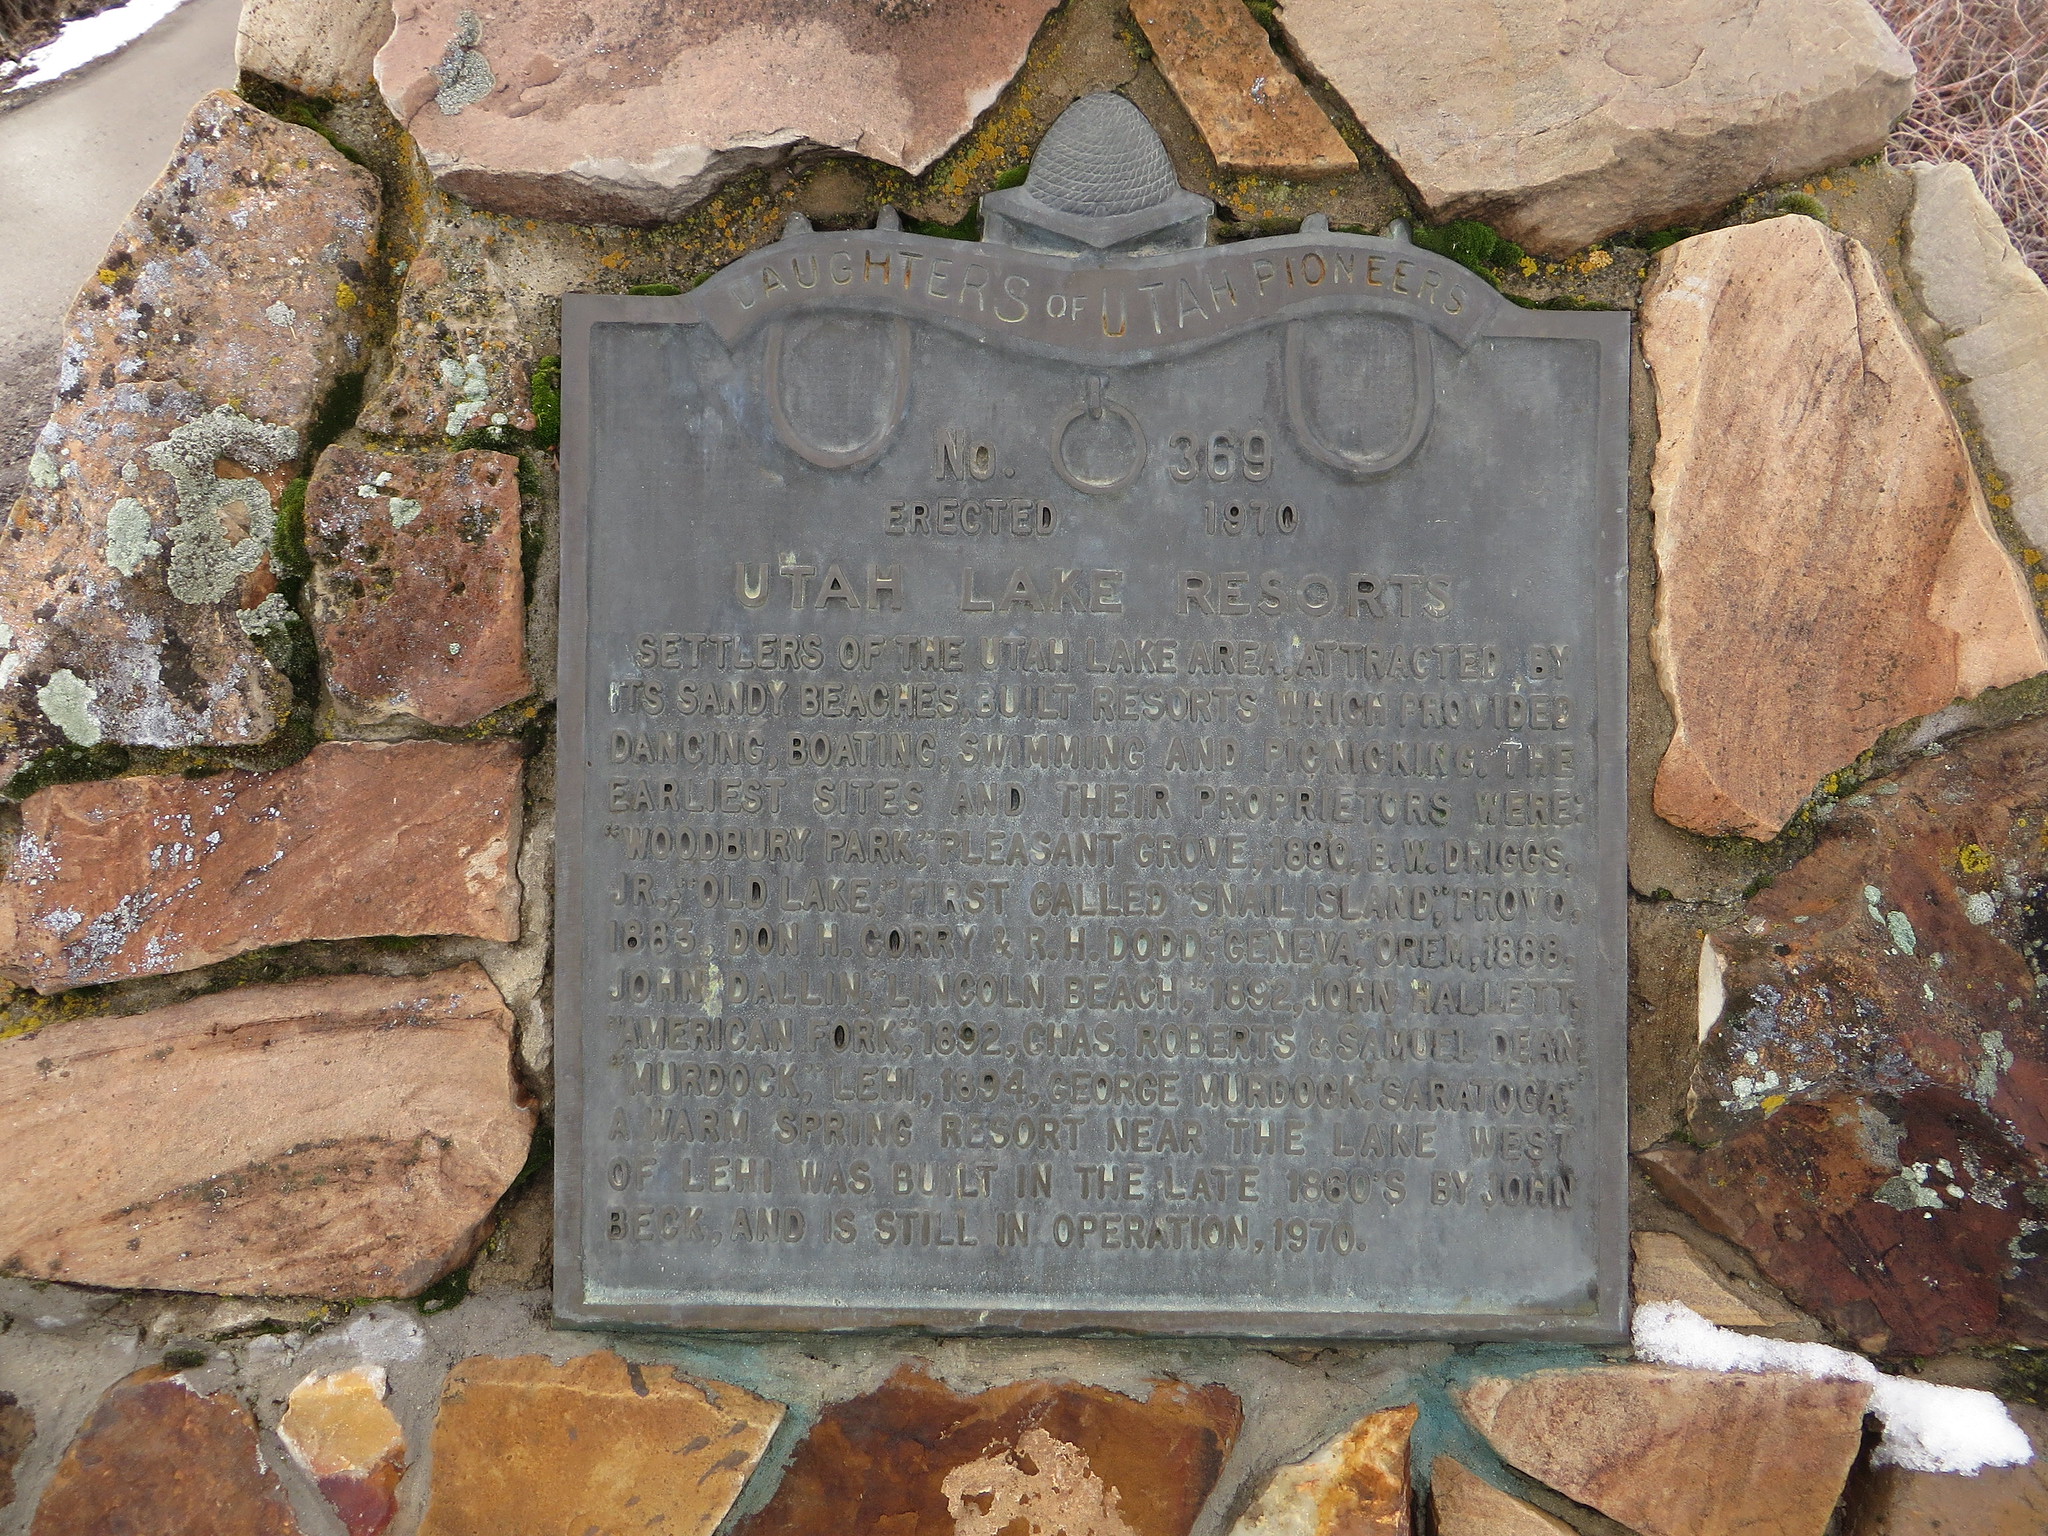 DAUGHTERS OF UTAH PIONEERS
No. 369
ERECTED 1970
UTAH LAKE RESORTS
SETTLERS OF THE UTAH LAKE AREA, ATTRACTED BY
ITS SANDY BEACHES, BUILT RESORTS WHICH PROVIDED
DANCING, BOATING, SWIMMING AND PICNICKING. THE
EARLIEST SITES AND THEIR PROPRIETORS WERE:
"WOODBURY PARK," PLEASANT GROVE, 1880, B.W. DRIGGS,
JR., "OLD LAKE," FIRST CALLED "SNAIL ISLAND," PROVO,
1883, DON H. CORRY & R.H. DODD; "GENEVA," OREM, 1888,
JOHN DALLIN; "LINCOLN BEACH," 1892, JOHN HALLETT;
"AMERICAN FORK," 1892, CHAS. ROBERTS & SAMUEL DEAN;
"MURDOCK," LEHI, 1894, GEORGE MURDOCK. "SARATOGA,"
A WARM SPRING RESORT NEAR THE LAKE WEST
OF LEHI WAS BUILT IN THE LATE 1860'S BY JOHN
BECK, AND IS STILL IN OPERATION, 1970.